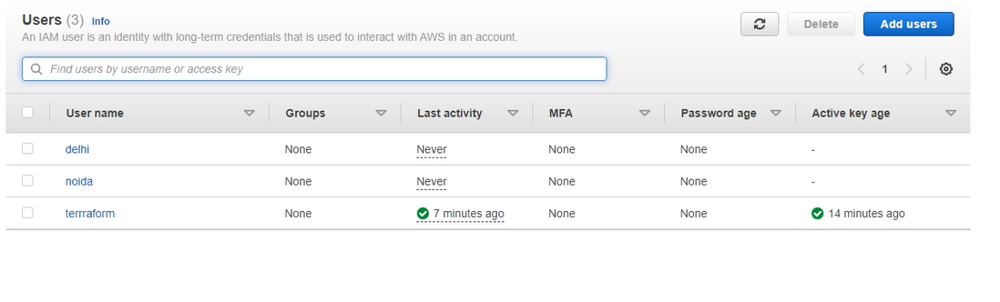 Users (3) Info
An IAM user is an identity with long-term credentials that is used to interact with AWS in an account.
Delete
Add users
Find users by username or access key
1
User name Groups Last activity MFA Password age Active key age
delhi None Never None None -
noida None Never None None -
terrraform None 7 minutes ago None None 14 minutes ago